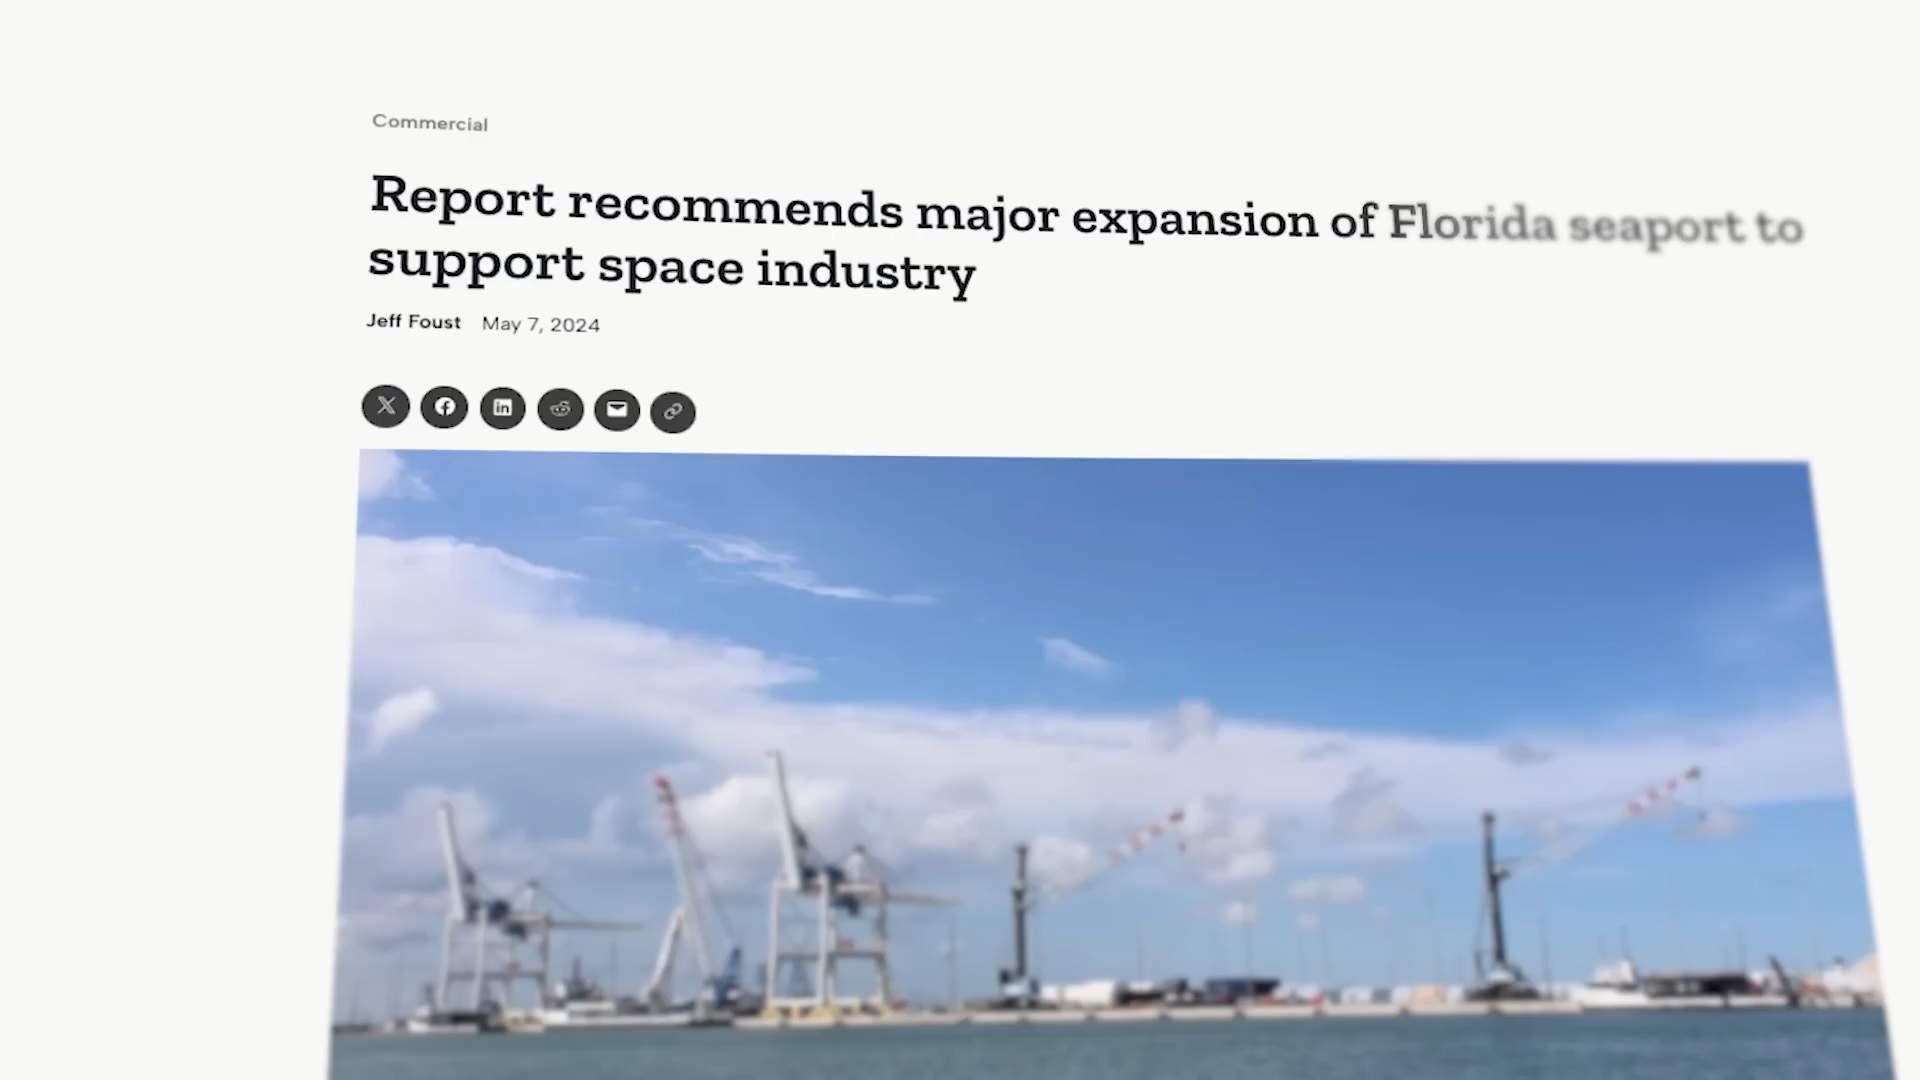 Commercial
Report recommends major expansion of Florida seaport to
support space industry
Jeff Foust May 7, 2024